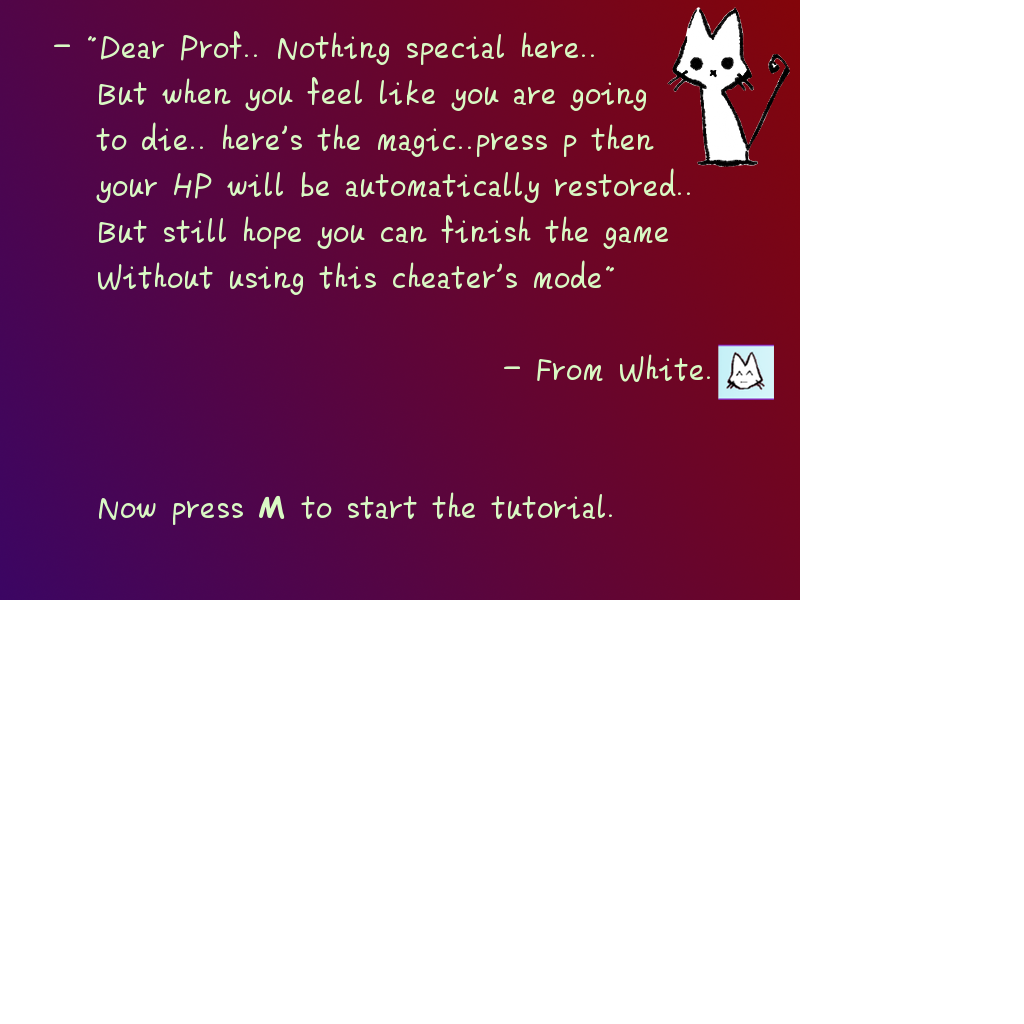 - "Dear Prof.. Nothing special here..
But when you feel like you are going
to die.. here's the magic..press p then
your HP will be automatically restored..
But still hope you can finish the game
Without using this cheater's mode"
- From White.
Now press M to start the tutorial.